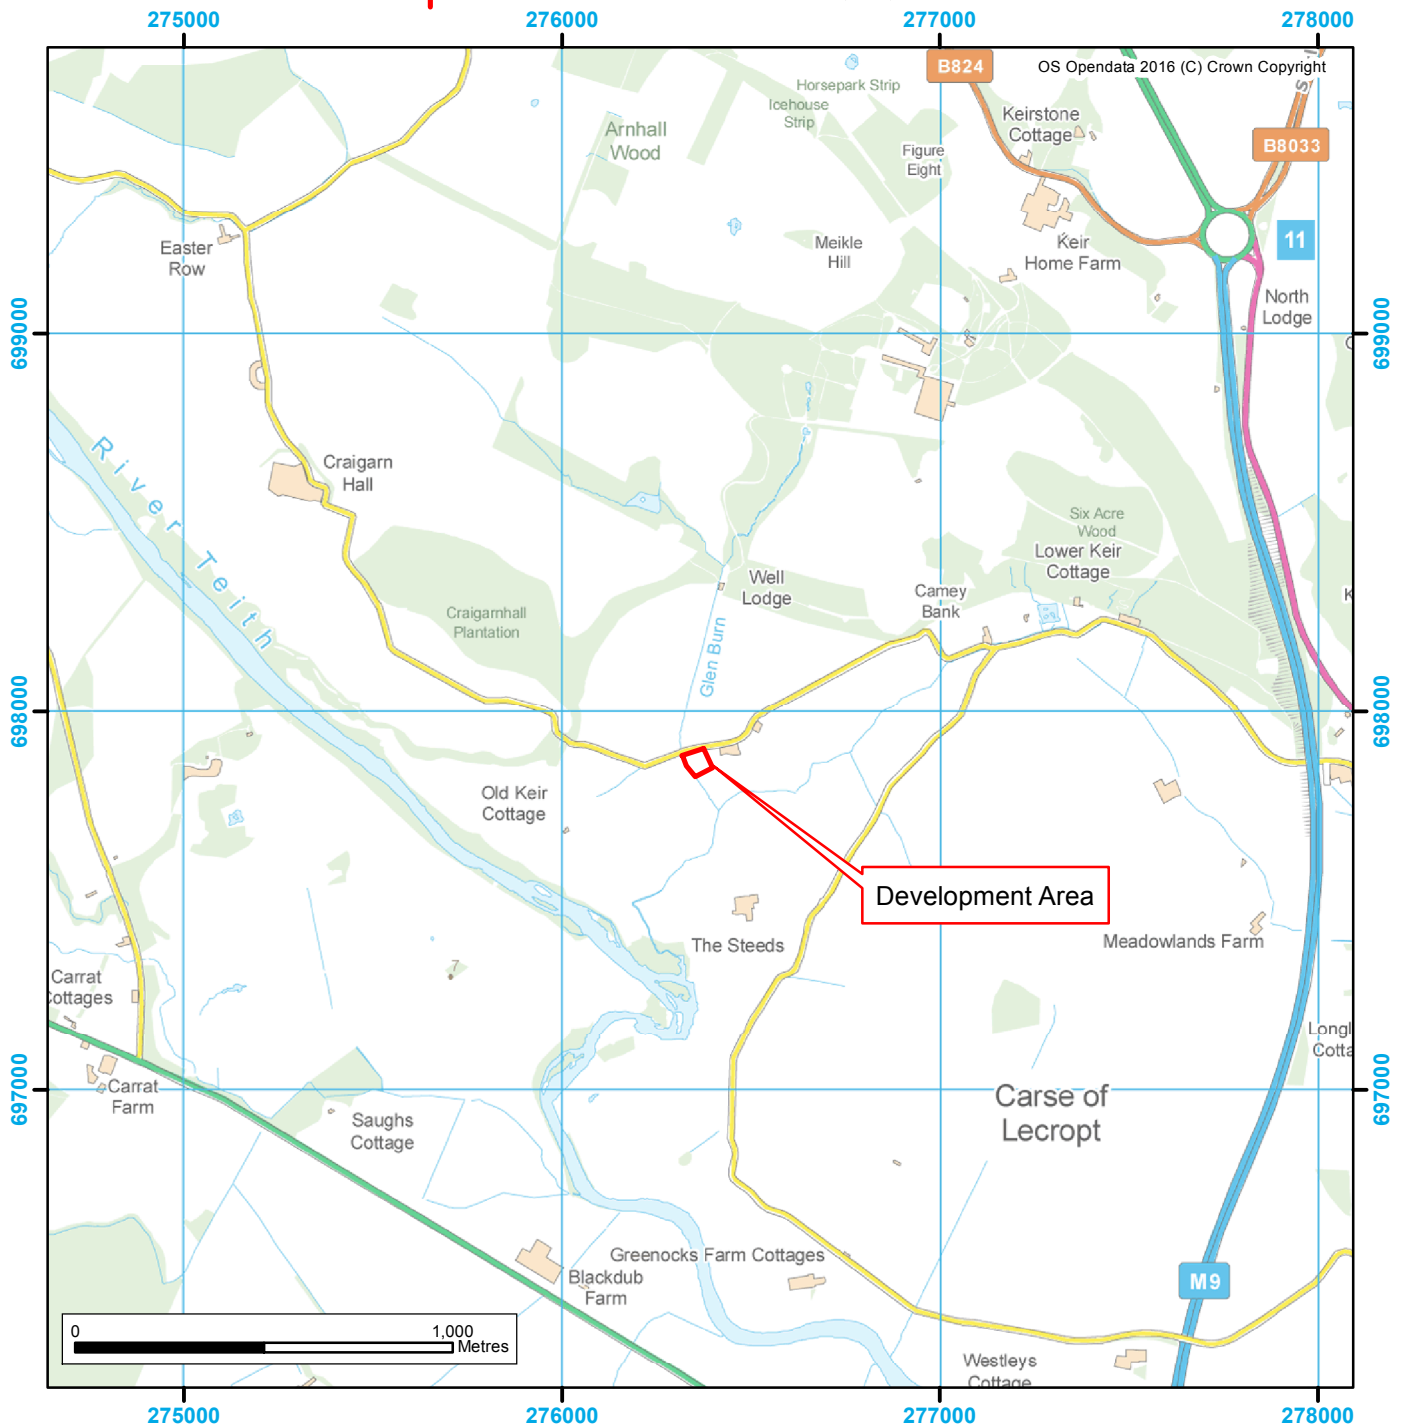 275000
276000
277000
278000
OS Opendata 2016 (C) Crown Copyright
B824
Horsepark Strip
Icehouse
Strip
Keirstone
Cottage
Arnhall
Wood
B8033
Figure
Eight
Easter
Row
Meikle
Hill
Keir
Home Farm
11
North
Lodge
699000
699000
Craigarn
Hall
River Teith
Six Acre
Wood
Lower Keir
Cottage
Well
Lodge
Camey
Bank
Craigarnhall
Plantation
Glen Burn
698000
698000
Old Keir
Cottage
Development Area
The Steeds
Meadowlands Farm
7
Carrat
Cottages
Longl
Cotta
697000
697000
Carrat
Farm
Carse of
Lecropt
Saughs
Cottage
Greenocks Farm Cottages
Blackdub
Farm
M9
0
1,000
Metres
Westleys
Cottage
275000
276000
277000
278000